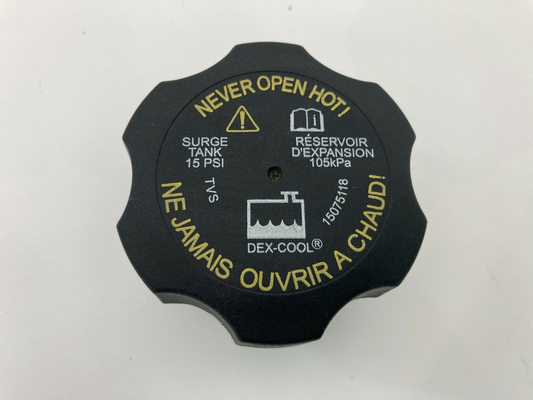 NEVER OPEN HOT!
SURGE
TANK
15 PSI
RÉSERVOIR
D'EXPANSION
105kPa
TVS
15075118
DEX-COOL®
NE JAMAIS OUVRIR A CHAUD!